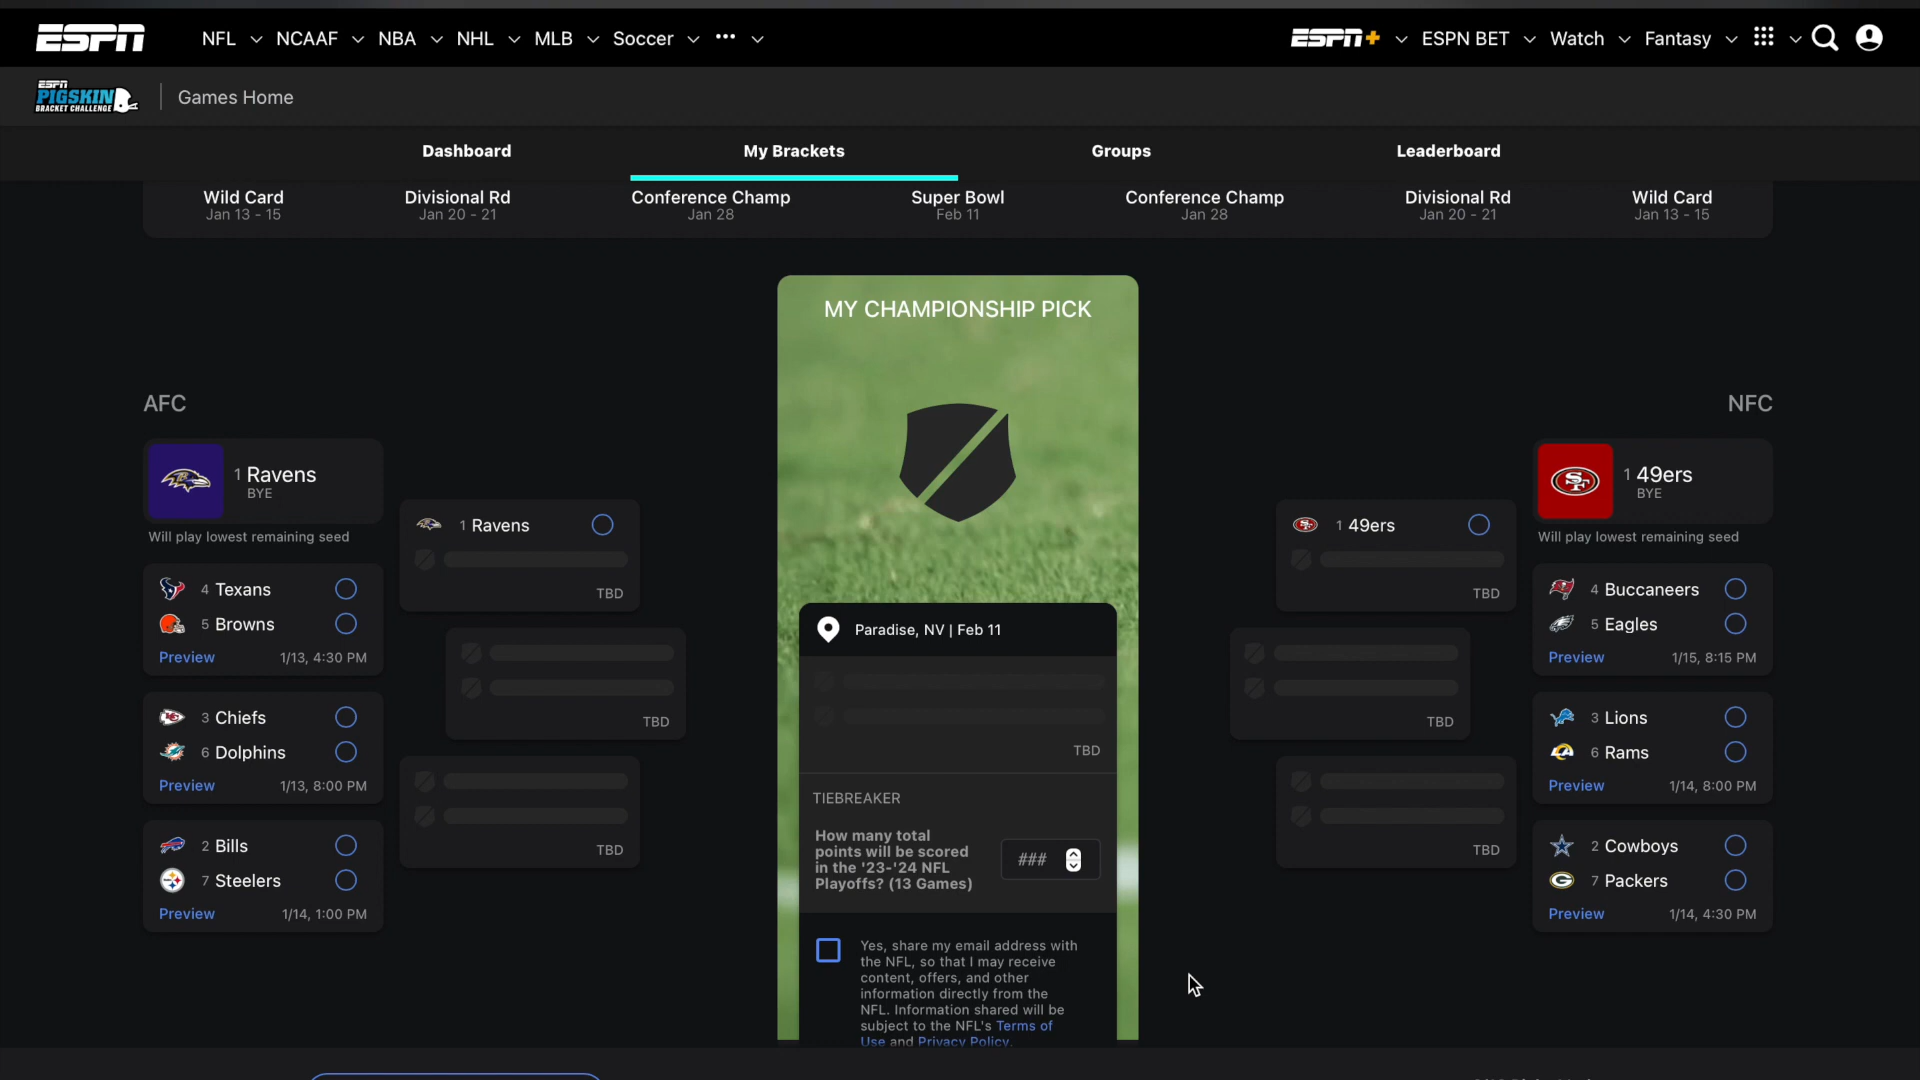 ESPN NFL NCAAF NBA NHL MLB Soccer ••• ESPN+ ESPN BET Watch Fantasy
ESPN
PIGSKIN
BRACKET CHALLENGE
Games Home
Dashboard My Brackets Groups Leaderboard
Wild Card Divisional Rd Conference Champ Super Bowl Conference Champ Divisional Rd Wild Card
Jan 13 - 15 Jan 20 - 21 Jan 28 Feb 11 Jan 28 Jan 20 - 21 Jan 13 - 15
MY CHAMPIONSHIP PICK
AFC
1 Ravens
BYE
Will play lowest remaining seed
4 Texans
5 Browns
Preview 1/13, 4:30 PM
3 Chiefs
6 Dolphins
Preview 1/13, 8:00 PM
2 Bills
7 Steelers
Preview 1/14, 1:00 PM
1 Ravens
TBD
TBD
TBD
Paradise, NV | Feb 11
TBD
TIEBREAKER
How many total
points will be scored
in the '23-'24 NFL
Playoffs? (13 Games)
###
Yes, share my email address with
the NFL, so that I may receive
content, offers, and other
information directly from the
NFL. Information shared will be
subject to the NFL's Terms of
Use and Privacy Policy.
1 49ers
TBD
TBD
TBD
NFC
SF
1 49ers
BYE
Will play lowest remaining seed
4 Buccaneers
5 Eagles
Preview 1/15, 8:15 PM
3 Lions
6 Rams
Preview 1/14, 8:00 PM
2 Cowboys
7 Packers
Preview 1/14, 4:30 PM